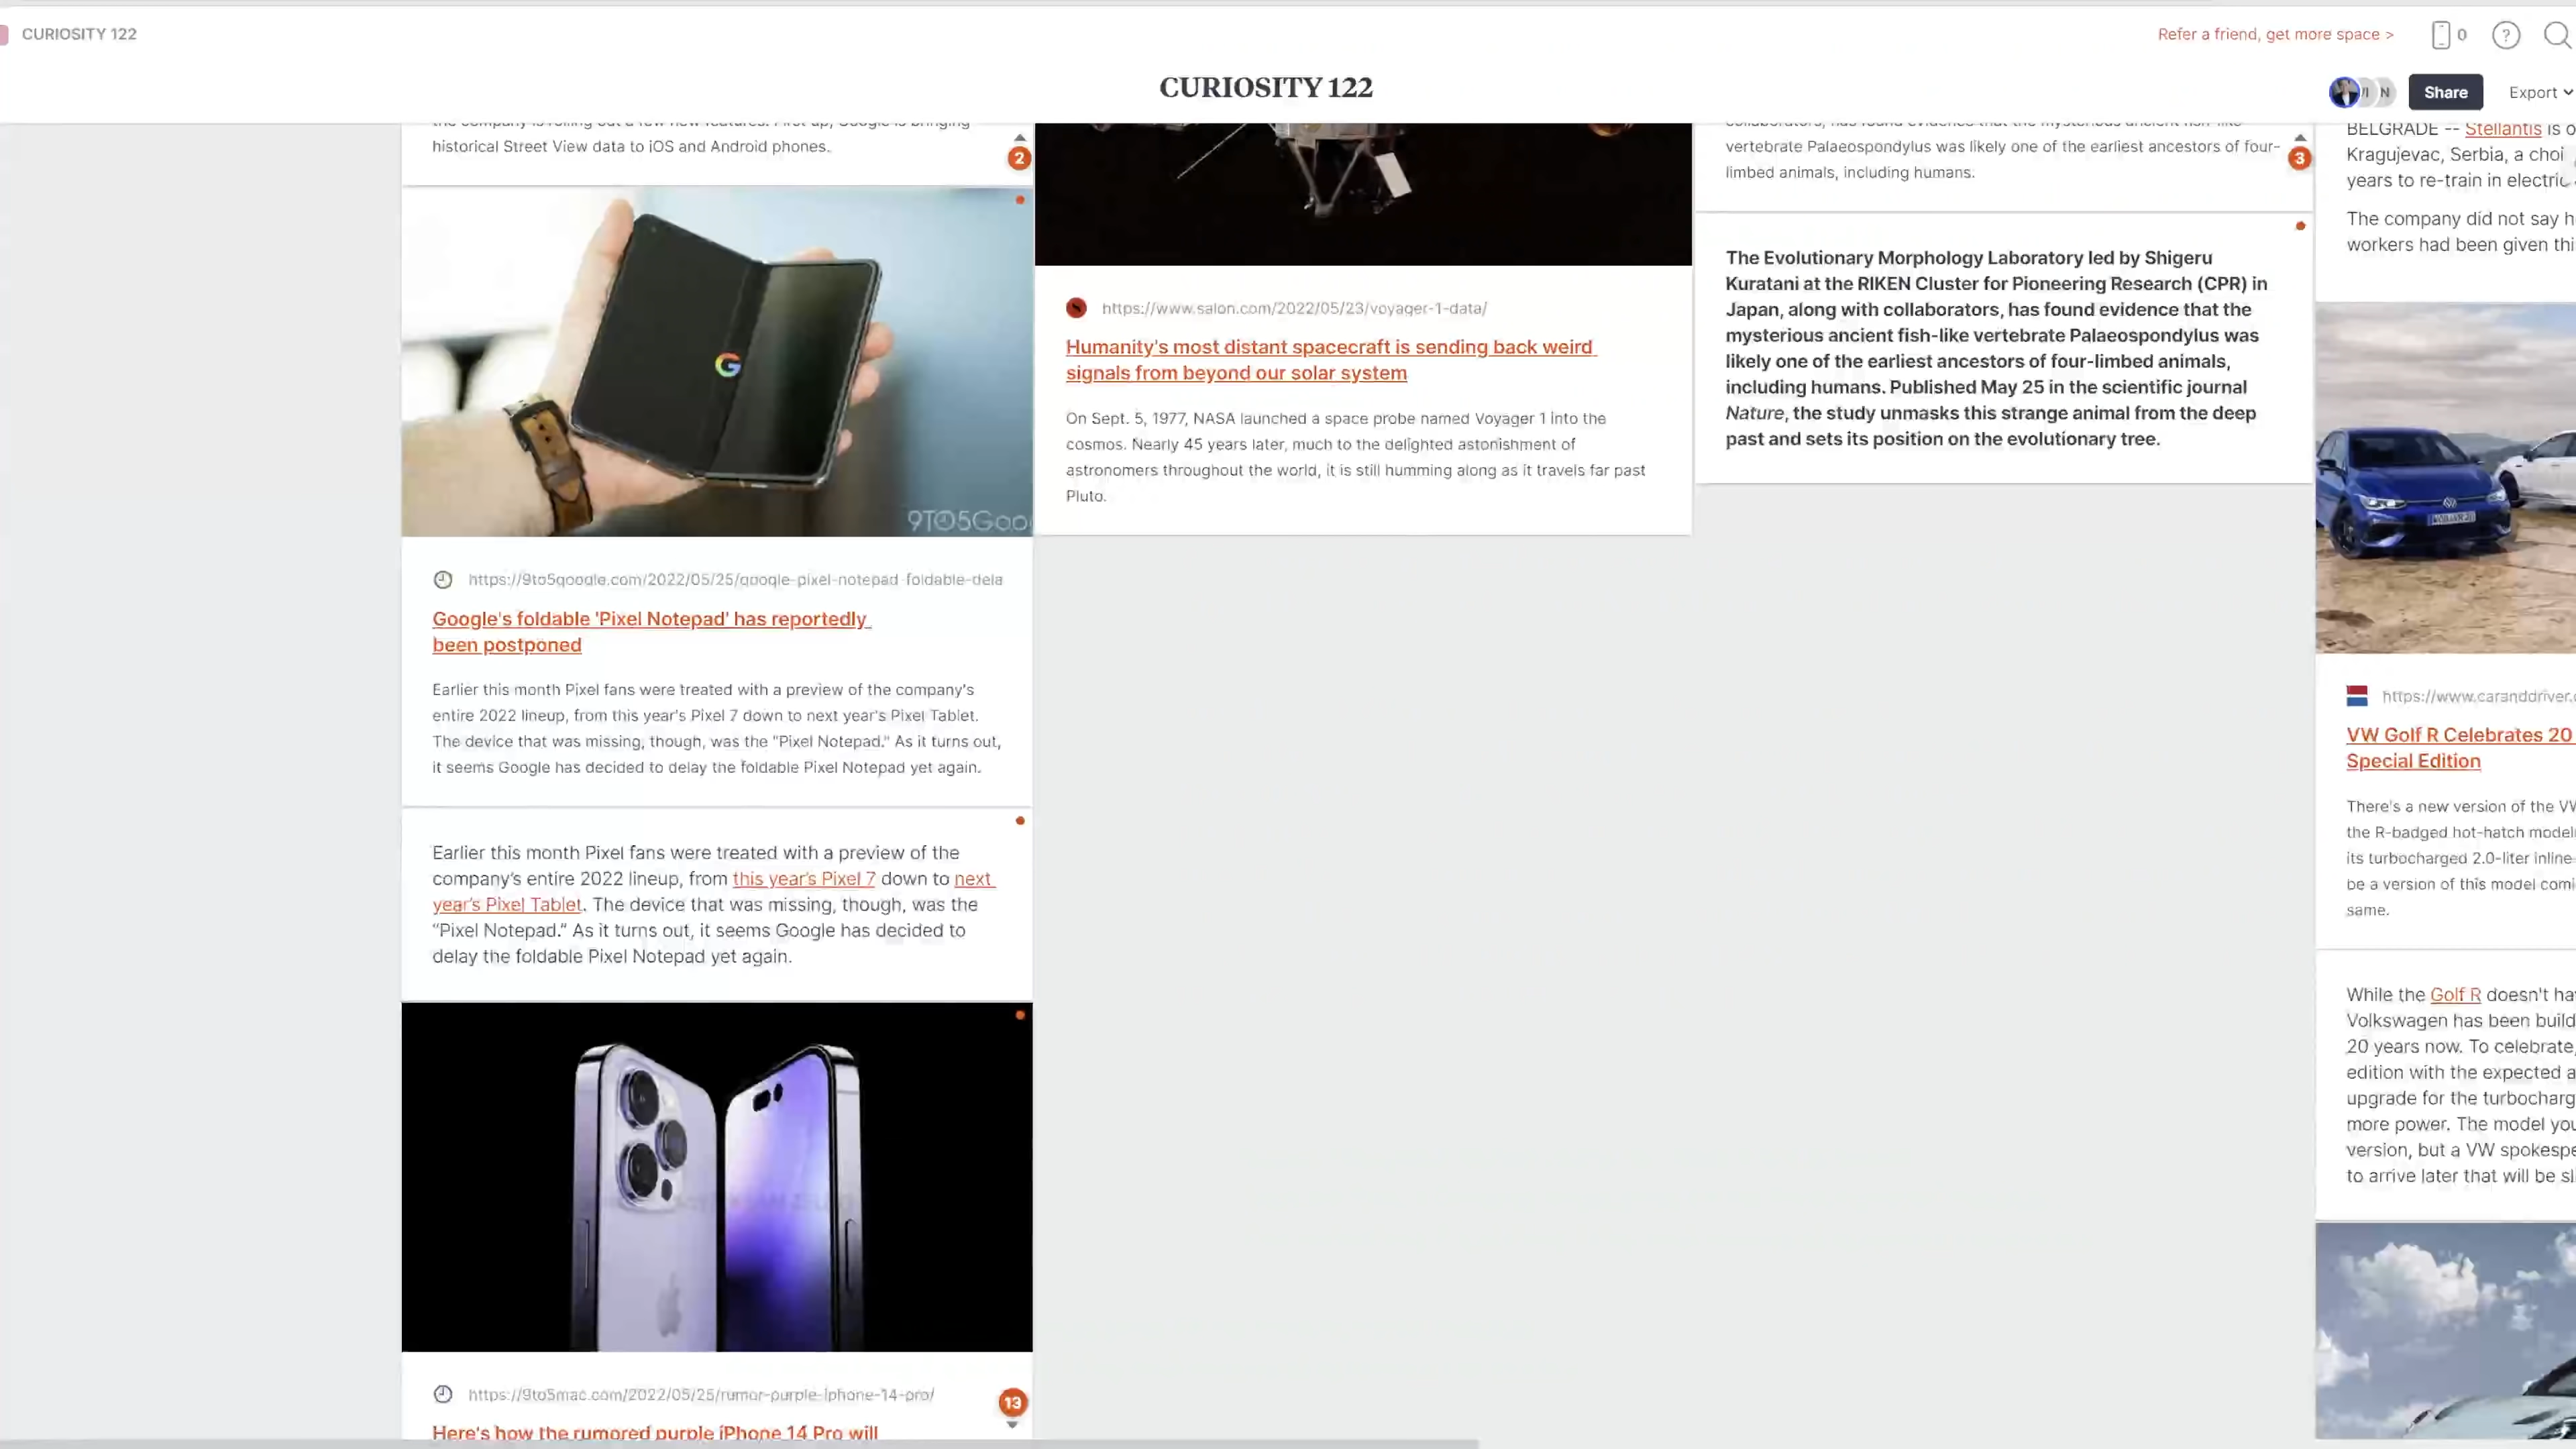 CURIOSITY 122
Refer a friend, get more space >
0
?
CURIOSITY 122
N
Share
Export
historical Street View data to iOS and Android phones.
2
G
9TO5Goo
https://9to5google.com/2022/05/25/google-pixel-notepad-foldable-dela
Google's foldable 'Pixel Notepad' has reportedly
been postponed
Earlier this month Pixel fans were treated with a preview of the company's
entire 2022 lineup, from this year's Pixel 7 down to next year's Pixel Tablet.
The device that was missing, though, was the "Pixel Notepad." As it turns out,
it seems Google has decided to delay the foldable Pixel Notepad yet again.
Earlier this month Pixel fans were treated with a preview of the
company's entire 2022 lineup, from this year's Pixel 7 down to next
year's Pixel Tablet. The device that was missing, though, was the
“Pixel Notepad.” As it turns out, it seems Google has decided to
delay the foldable Pixel Notepad yet again.
https://9to5mac.com/2022/05/25/rumor-purple-iphone-14-pro/
13
Here's how the rumored purple iPhone 14 Pro will
https://www.salon.com/2022/05/23/voyager-1-data/
Humanity's most distant spacecraft is sending back weird
signals from beyond our solar system
On Sept. 5, 1977, NASA launched a space probe named Voyager 1 into the
cosmos. Nearly 45 years later, much to the delighted astonishment of
astronomers throughout the world, it is still humming along as it travels far past
Pluto.
collaborators, has found evidence that the mysterious ancient fish-like
vertebrate Palaeospondylus was likely one of the earliest ancestors of four-
limbed animals, including humans.
3
The Evolutionary Morphology Laboratory led by Shigeru
Kuratani at the RIKEN Cluster for Pioneering Research (CPR) in
Japan, along with collaborators, has found evidence that the
mysterious ancient fish-like vertebrate Palaeospondylus was
likely one of the earliest ancestors of four-limbed animals,
including humans. Published May 25 in the scientific journal
Nature, the study unmasks this strange animal from the deep
past and sets its position on the evolutionary tree.
BELGRADE -- Stellantis is o
Kragujevac, Serbia, a choi
years to re-train in electric
The company did not say h
workers had been given thi
https://www.caranddriver.
VW Golf R Celebrates 20
Special Edition
There's a new version of the VW
the R-badged hot-hatch model
its turbocharged 2.0-liter inline-
be a version of this model comi
same.
While the Golf R doesn't ha
Volkswagen has been build
20 years now. To celebrate,
edition with the expected a
upgrade for the turbocharg
more power. The model you
version, but a VW spokespe
to arrive later that will be sl